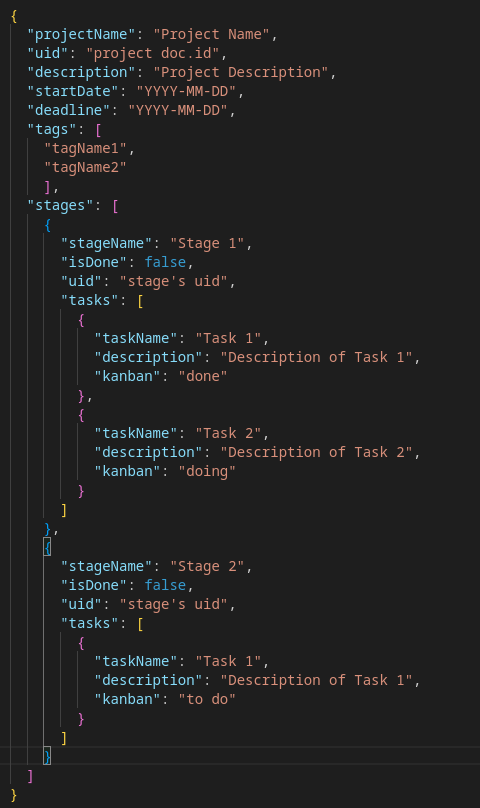 {
  "projectName": "Project Name",
  "uid": "project doc.id",
  "description": "Project Description",
  "startDate": "YYYY-MM-DD",
  "deadline": "YYYY-MM-DD",
  "tags": [
    "tagName1",
    "tagName2"
    ],
  "stages": [
    {
      "stageName": "Stage 1",
      "isDone": false,
      "uid": "stage's uid",
      "tasks": [
        {
          "taskName": "Task 1",
          "description": "Description of Task 1",
          "kanban": "done"
        },
        {
          "taskName": "Task 2",
          "description": "Description of Task 2",
          "kanban": "doing"
        }
      ]
    },
    {
      "stageName": "Stage 2",
      "isDone": false,
      "uid": "stage's uid",
      "tasks": [
        {
          "taskName": "Task 1",
          "description": "Description of Task 1",
          "kanban": "to do"
        }
      ]
    }
  ]
}